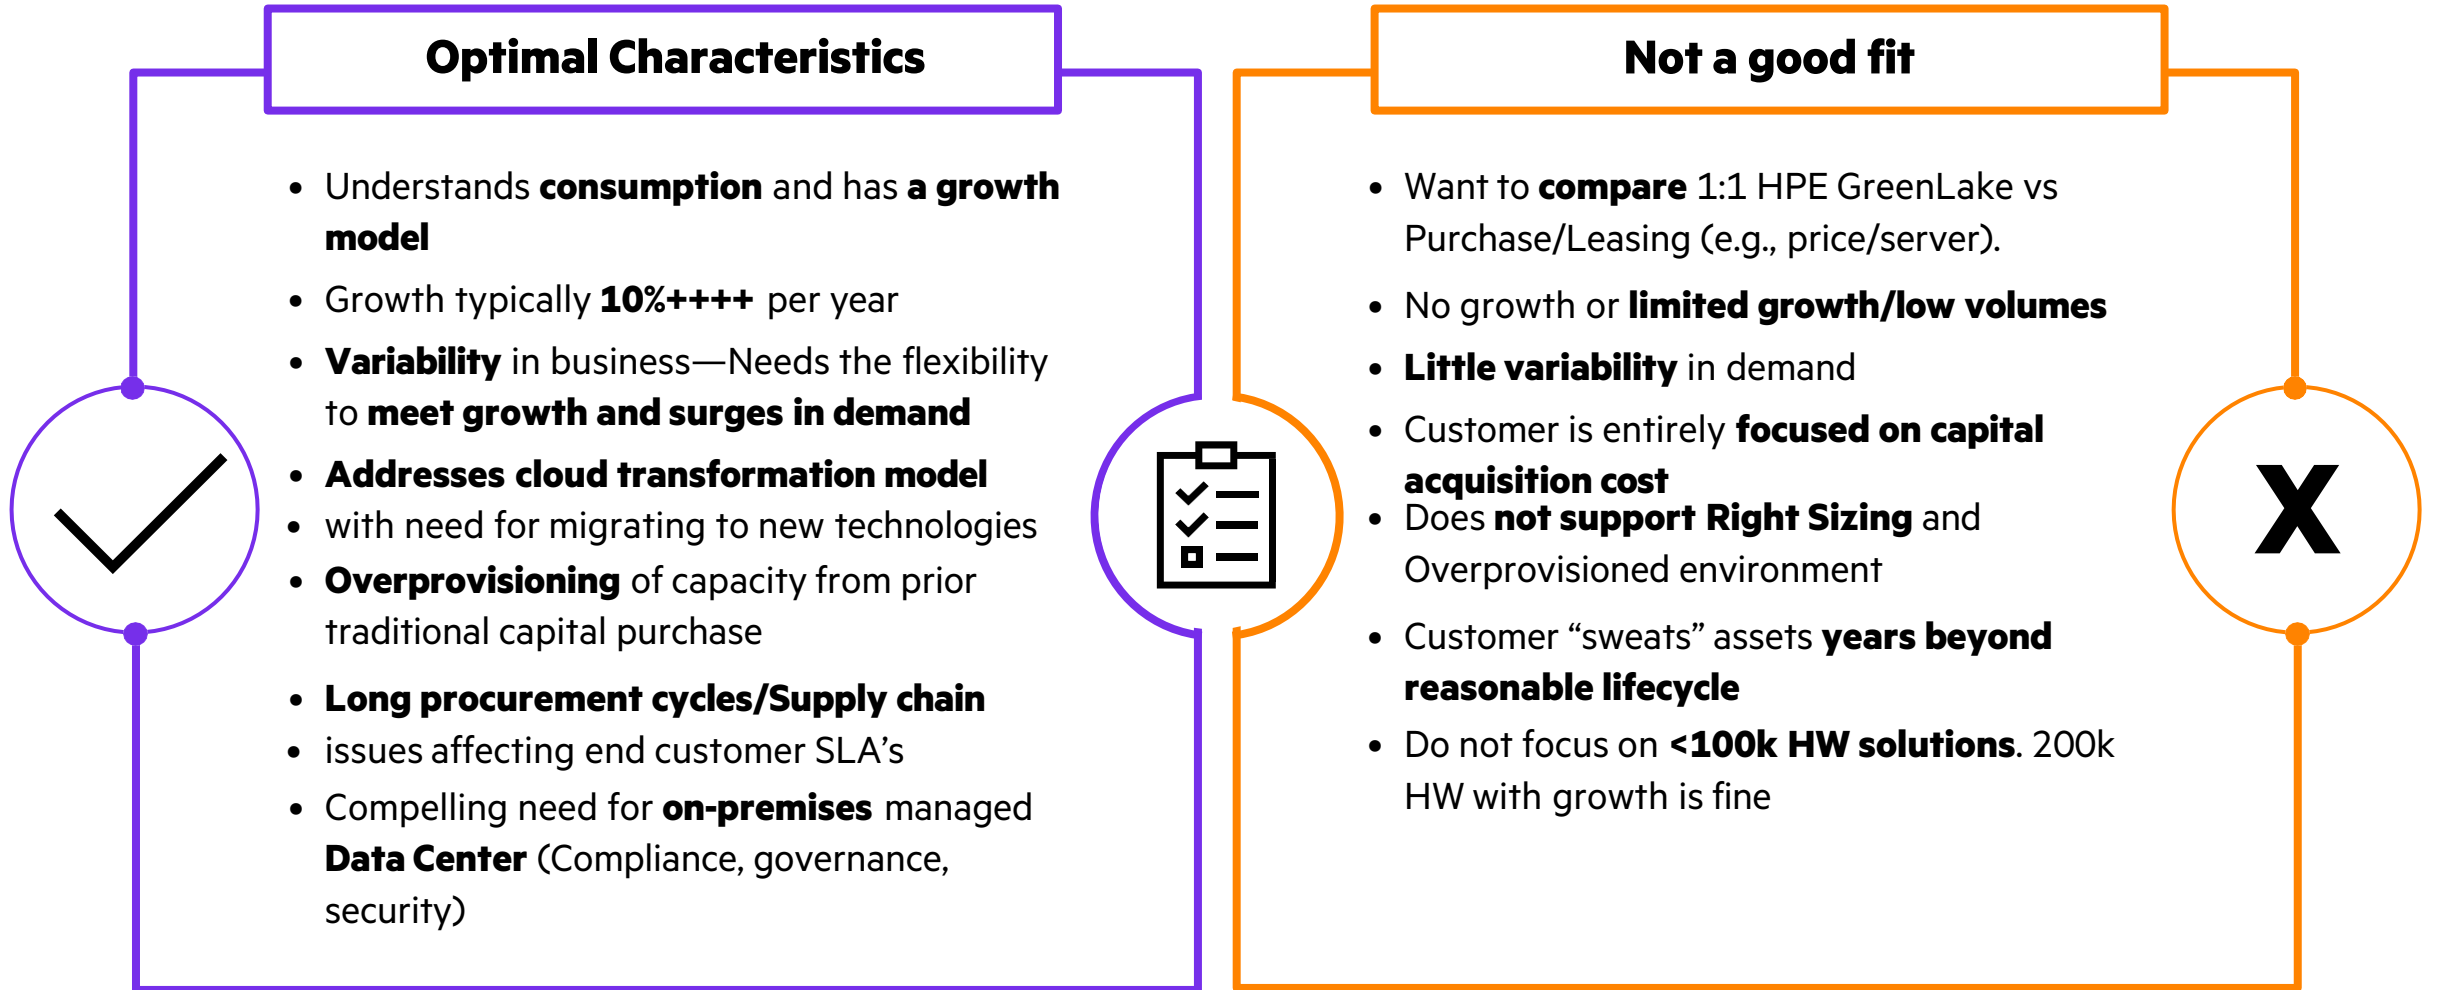 Optimal Characteristics
• Understands consumption and has a growth
model
• Growth typically 10%++++ per year
• Variability in business—Needs the flexibility
to meet growth and surges in demand
• Addresses cloud transformation model
• with need for migrating to new technologies
• Overprovisioning of capacity from prior
traditional capital purchase
• Long procurement cycles/Supply chain
• issues affecting end customer SLA’s
• Compelling need for on-premises managed
Data Center (Compliance, governance,
security)
Not a good fit
• Want to compare 1:1 HPE GreenLake vs
Purchase/Leasing (e.g., price/server).
• No growth or limited growth/low volumes
• Little variability in demand
• Customer is entirely focused on capital
acquisition cost
• Does not support Right Sizing and
Overprovisioned environment
• Customer “sweats” assets years beyond
reasonable lifecycle
• Do not focus on <100k HW solutions. 200k
HW with growth is fine
X